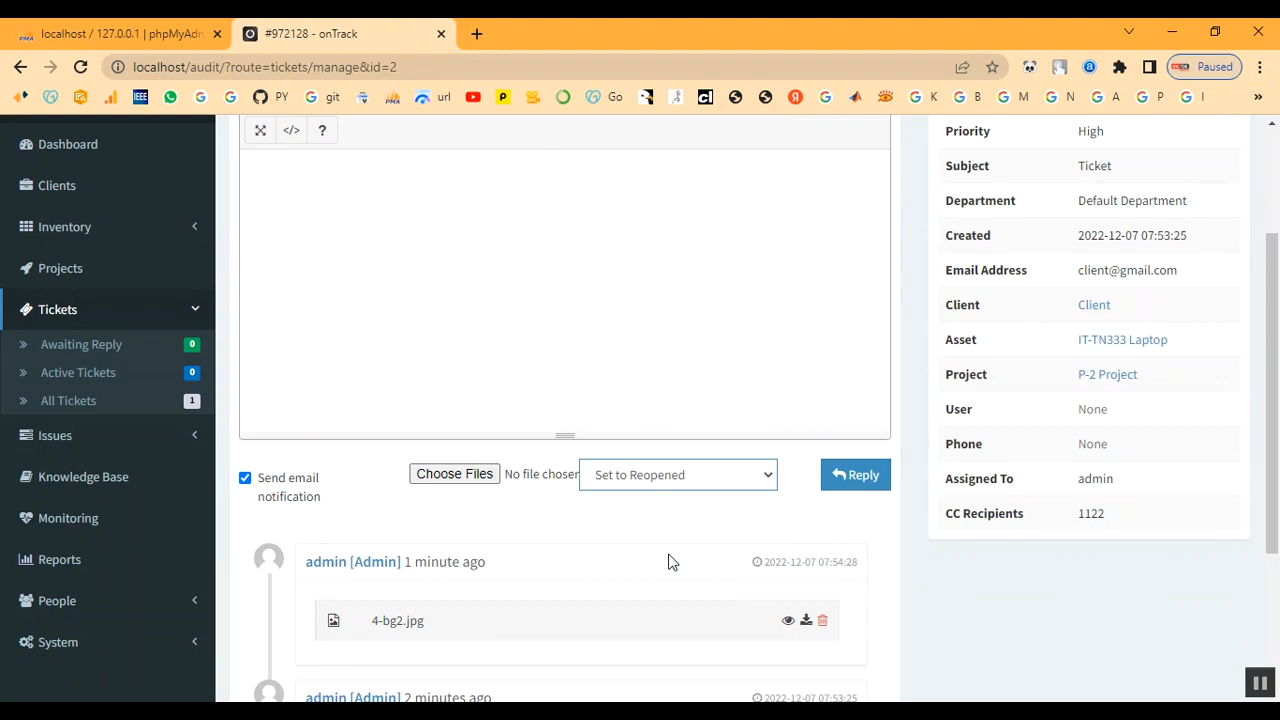 localhost / 127.0.0.1 | phpMyAdn
#972128 - onTrack
localhost/audit/?route=tickets/manage&id=2
Paused
PY
git
url
Go
K
B
M
N
A
P
I
Dashboard
Clients
Inventory
Projects
Tickets
Awaiting Reply 0
Active Tickets 0
All Tickets 1
Issues
Knowledge Base
Monitoring
Reports
People
System
Send email
notification
Choose Files No file chosen
Set to Reopened
Reply
admin [Admin] 1 minute ago
2022-12-07 07:54:28
4-bg2.jpg
admin [Admin] 2 minutes ago
2022-12-07 07:53:25
Priority High
Subject Ticket
Department Default Department
Created 2022-12-07 07:53:25
Email Address client@gmail.com
Client Client
Asset IT-TN333 Laptop
Project P-2 Project
User None
Phone None
Assigned To admin
CC Recipients 1122